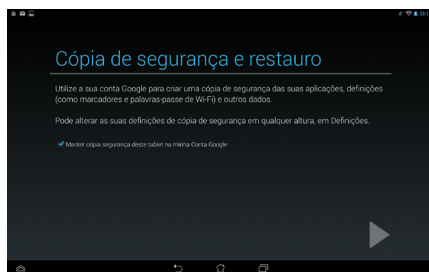 Cópia de segurança e restauro
Utilize a sua conta Google para criar uma cópia de segurança das suas aplicações, definições
(como marcadores e palavras-passe de Wi-Fi) e outros dados.
Pode alterar as suas definições de cópia de segurança em qualquer altura, em Definições.
Manter cópia segurança deste tablet na minha Conta Google